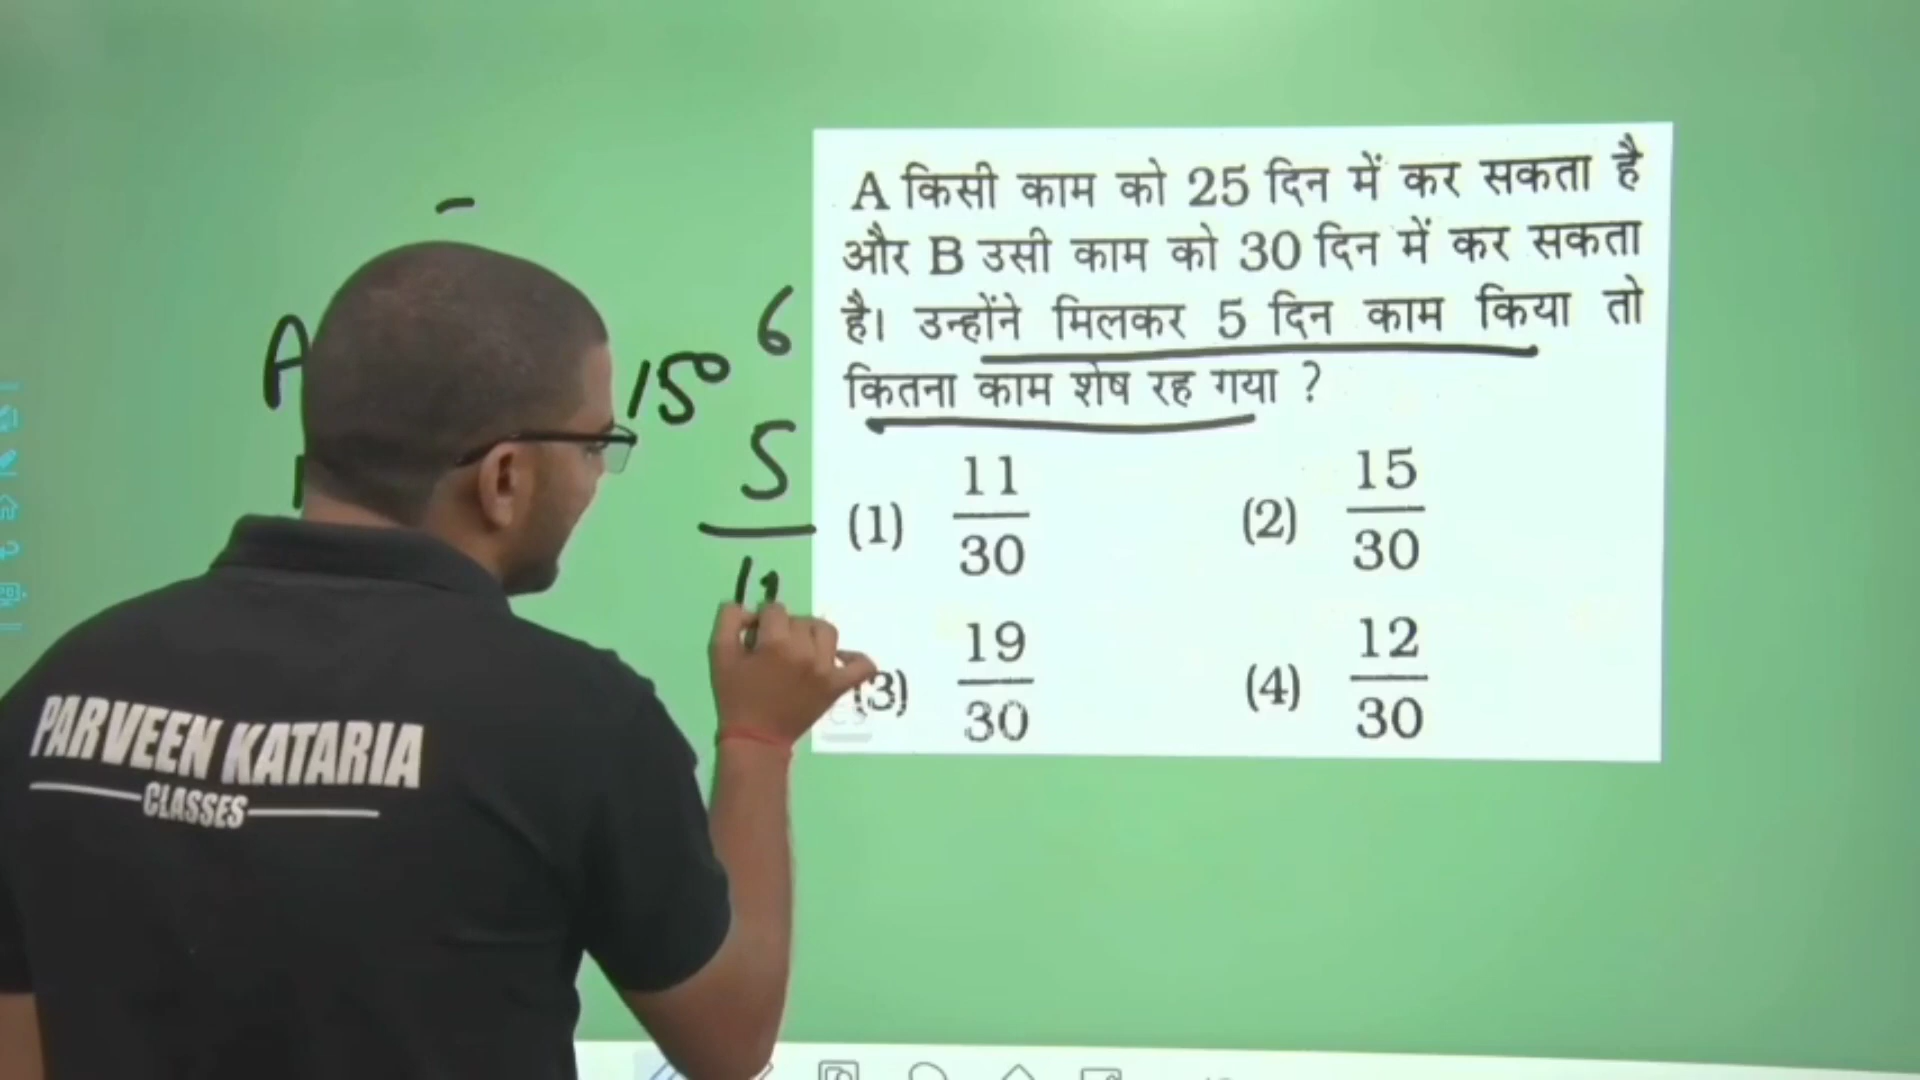 A किसी काम को 25 दिन में कर सकता है
और B उसी काम को 30 दिन में कर सकता
है। उन्होंने मिलकर 5 दिन काम किया तो
कितना काम शेष रह गया ?
(1) 11/30
(2) 15/30
(3) 19/30
(4) 12/30
A
150
6
5
11
PARVEEN KATARIA
CLASSES